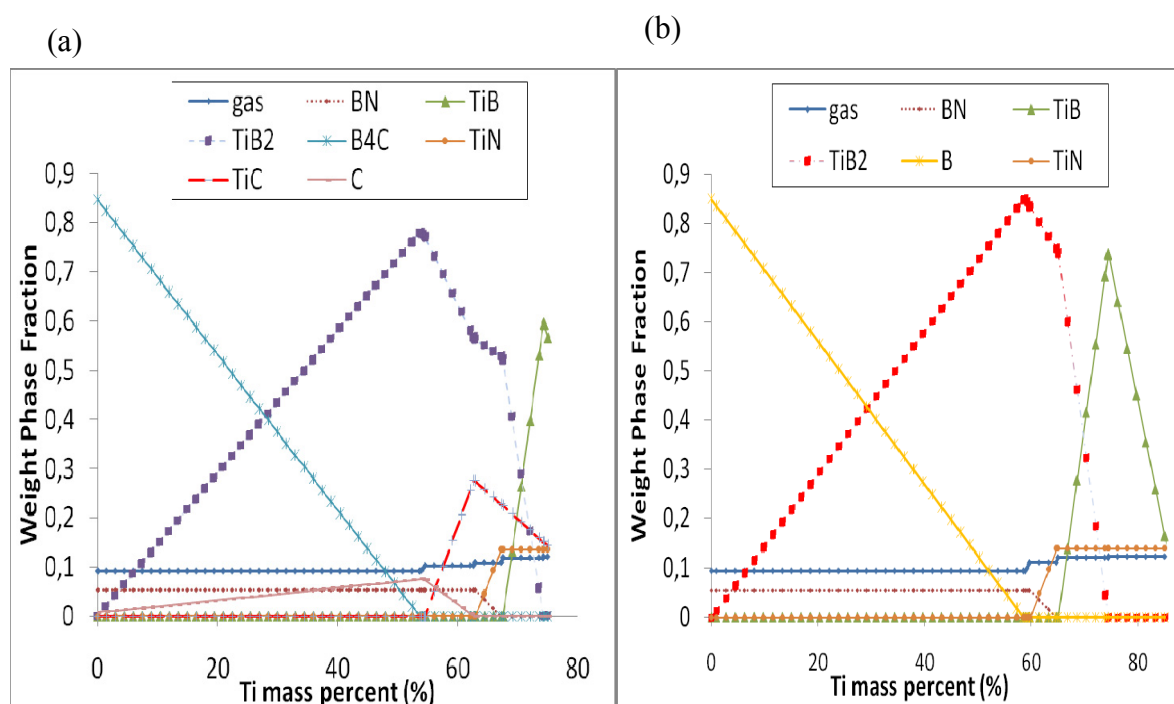 (a)
gas BN TiB
TiB2 B4C TiN
TiC C
Weight Phase Fraction
0,9
0,8
0,7
0,6
0,5
0,4
0,3
0,2
0,1
0
0 20 40 60 80
Ti mass percent (%)
(b)
gas BN TiB
TiB2 B TiN
Weight Phase Fraction
0,9
0,8
0,7
0,6
0,5
0,4
0,3
0,2
0,1
0
0 20 40 60 80
Ti mass percent (%)